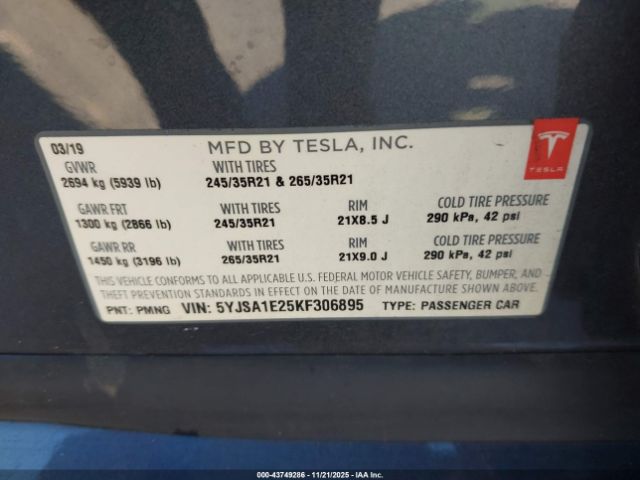 03/19 MFD BY TESLA, INC.
GVWR WITH TIRES
2694 kg (5939 lb) 245/35R21 & 265/35R21
TESLA
GAWR FRT WITH TIRES RIM COLD TIRE PRESSURE
1300 kg (2866 lb) 245/35R21 21X8.5 J 290 kPa, 42 psi
GAWR RR WITH TIRES RIM COLD TIRE PRESSURE
1450 kg (3196 lb) 265/35R21 21X9.0 J 290 kPa, 42 psi
THIS VEHICLE CONFORMS TO ALL APPLICABLE U.S. FEDERAL MOTOR VEHICLE SAFETY, BUMPER, AND
THEFT PREVENTION STANDARDS IN EFFECT ON THE DATE OF MANUFACTURE SHOWN ABOVE.
PNT: PMNG VIN: 5YJSA1E25KF306895 TYPE: PASSENGER CAR
000-43749286 - 11/21/2025 - IAA Inc.